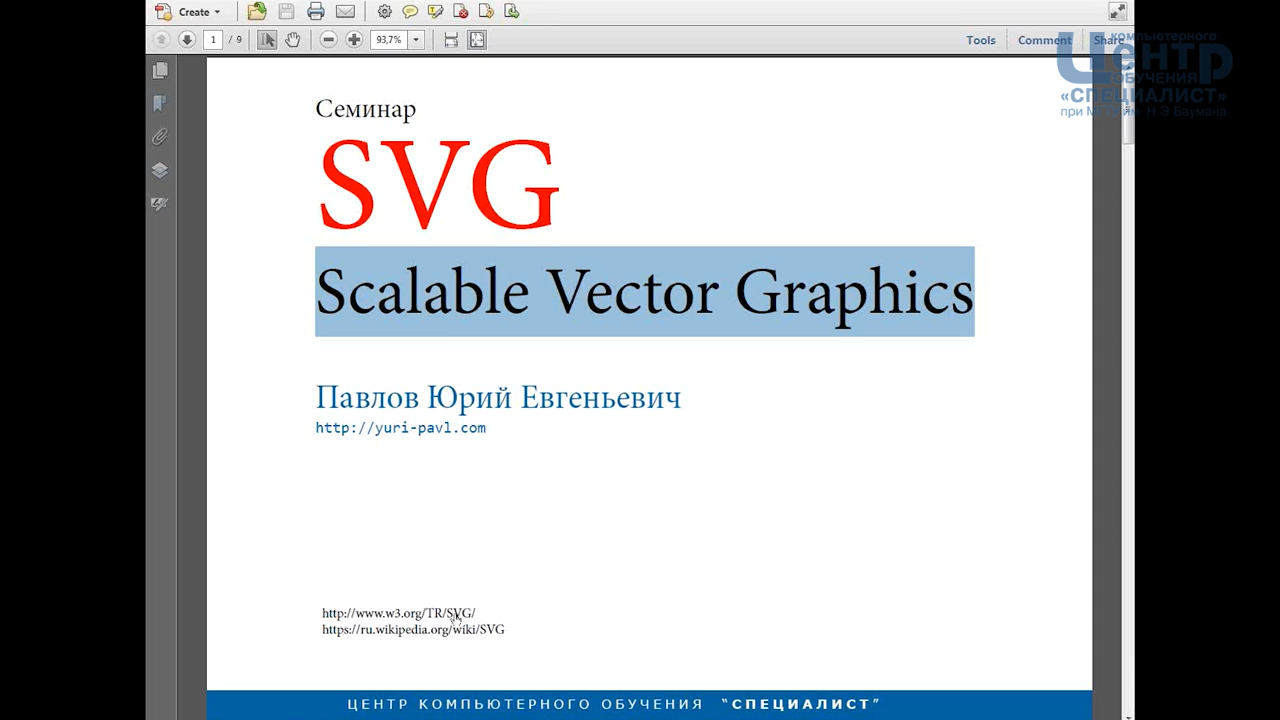 Create
1 / 9
93,7%
Tools
Comment
Share
компьютерного
Центр
ОБУЧЕНИЯ
«СПЕЦИАЛИСТ»
при М Н Э Баумана
Семинар
SVG
Scalable Vector Graphics
Павлов Юрий Евгеньевич
http://yuri-pavl.com
http://www.w3.org/TR/SVG/
https://ru.wikipedia.org/wiki/SVG
ЦЕНТР КОМПЬЮТЕРНОГО ОБУЧЕНИЯ “СПЕЦИАЛИСТ”